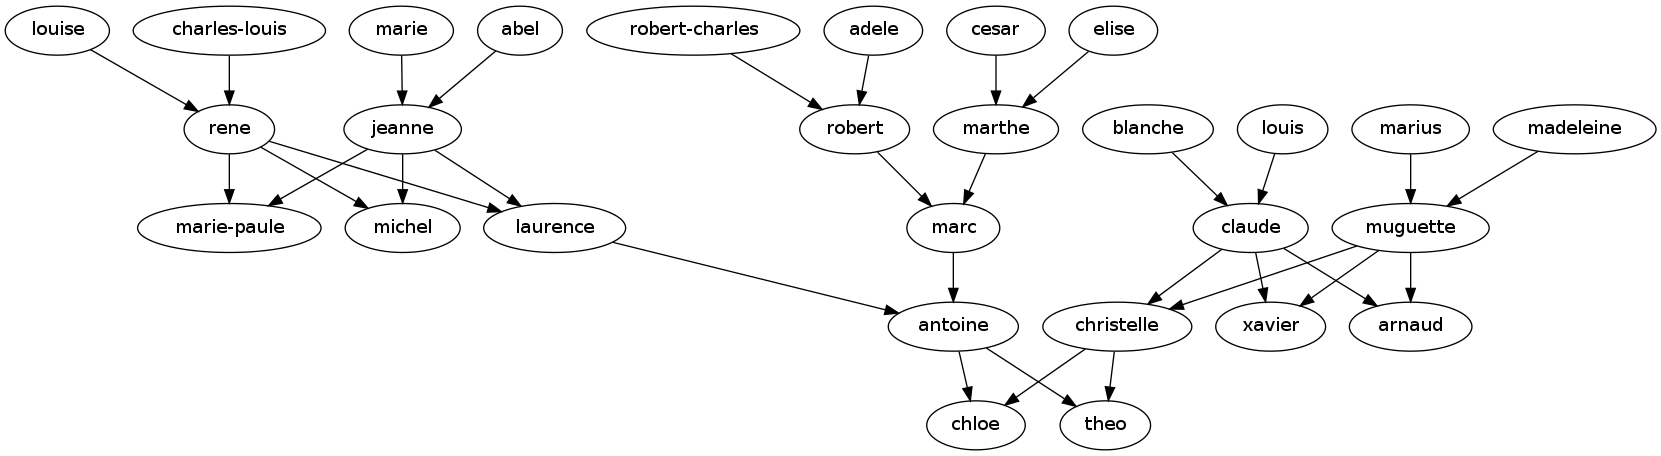 louise
charles-louis
marie
abel
robert-charles
adele
cesar
elise
rene
jeanne
robert
marthe
blanche
louis
marius
madeleine
marie-paule
michel
laurence
marc
claude
muguette
antoine
christelle
xavier
arnaud
chloe
theo